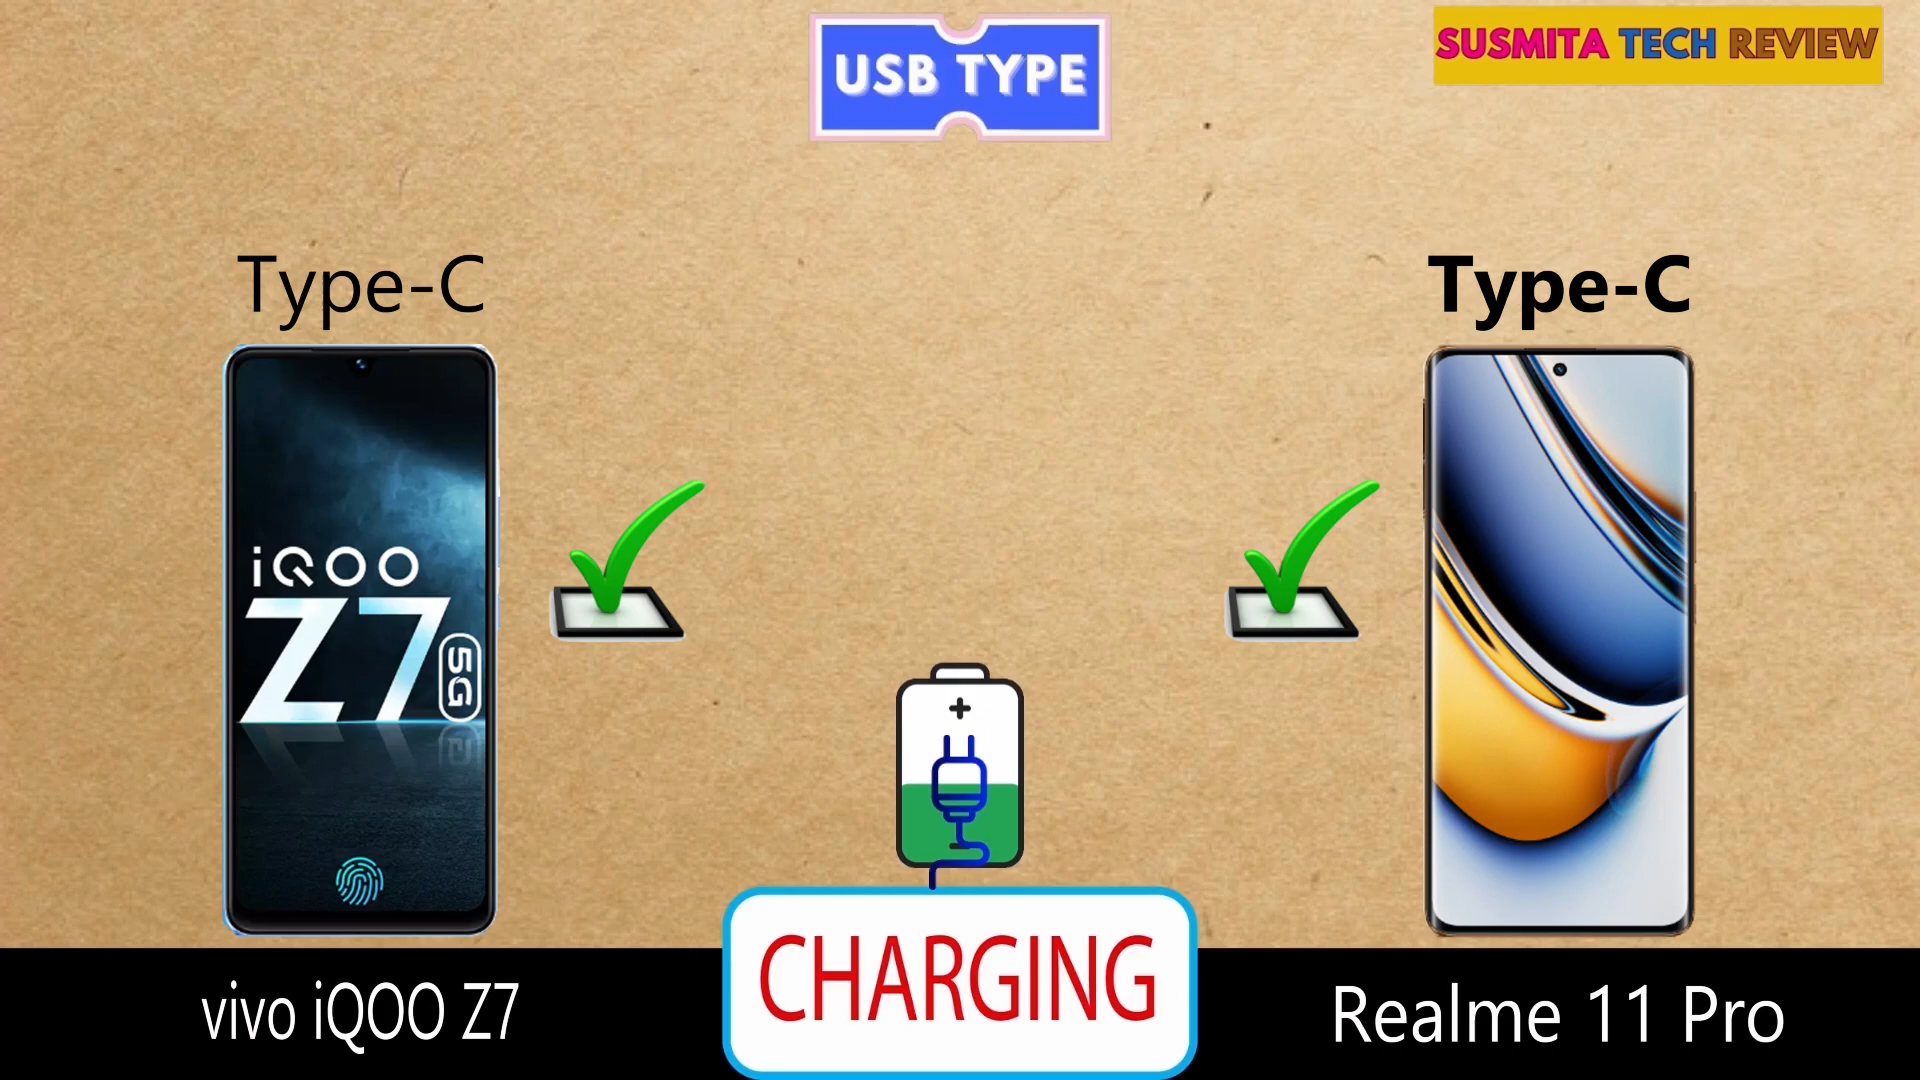 USB TYPE
SUSMITA TECH REVIEW
Type-C
Type-C
iQOO
Z7
5G
+
-
CHARGING
vivo iQOO Z7
Realme 11 Pro